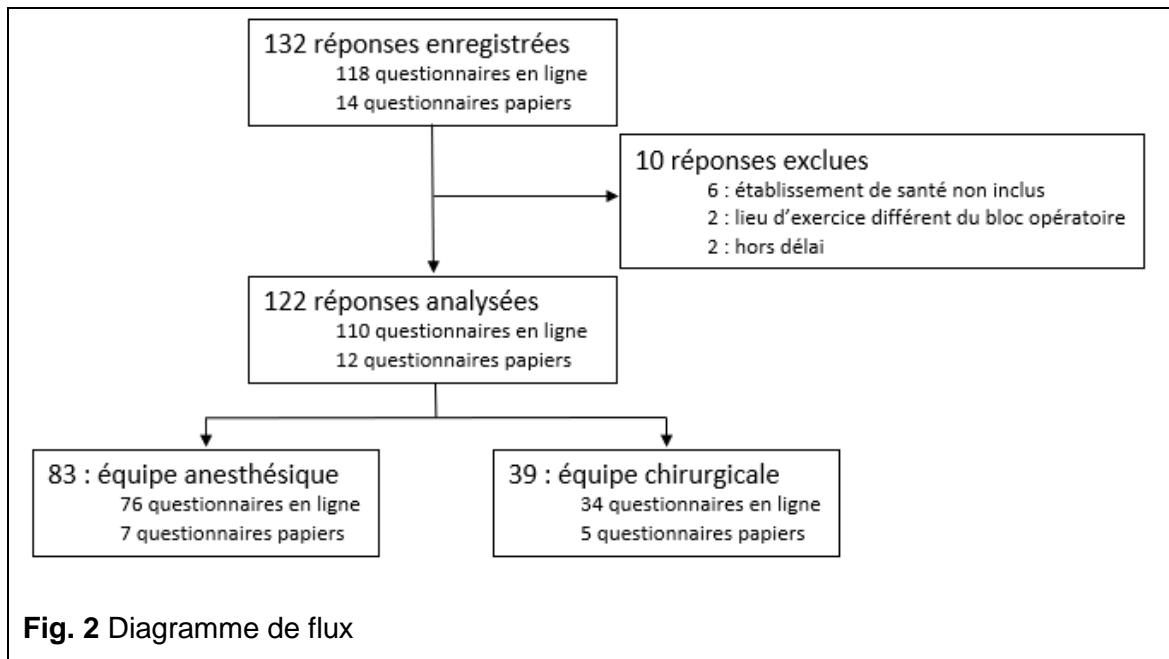 132 réponses enregistrées
118 questionnaires en ligne
14 questionnaires papiers
10 réponses exclues
6 : établissement de santé non inclus
2 : lieu d'exercice différent du bloc opératoire
2 : hors délai
122 réponses analysées
110 questionnaires en ligne
12 questionnaires papiers
83 : équipe anesthésique
76 questionnaires en ligne
7 questionnaires papiers
39 : équipe chirurgicale
34 questionnaires en ligne
5 questionnaires papiers
Fig. 2 Diagramme de flux